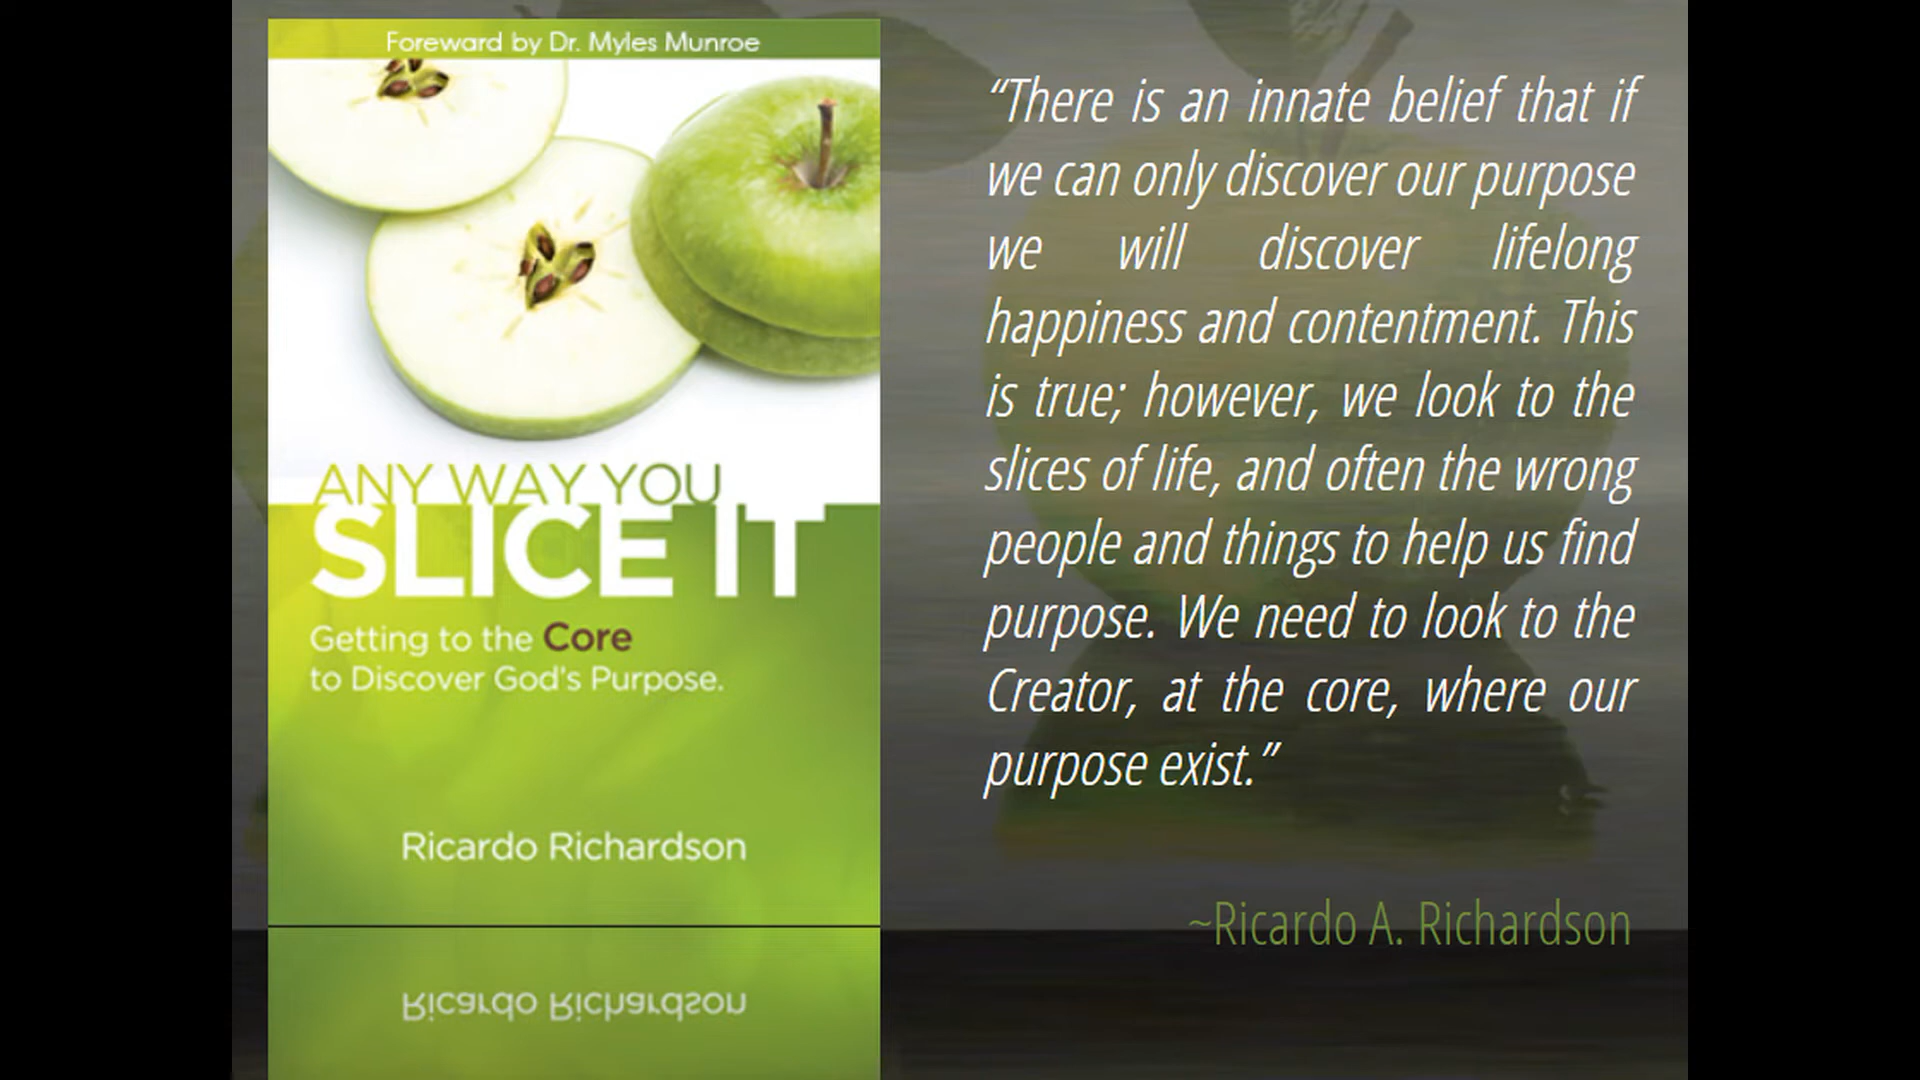 Foreward by Dr. Myles Munroe
ANY WAY YOU
SLICE IT
Getting to the Core
to Discover God's Purpose.
Ricardo Richardson
Ricardo Richardson
“There is an innate belief that if
we can only discover our purpose
we will discover lifelong
happiness and contentment. This
is true; however, we look to the
slices of life, and often the wrong
people and things to help us find
purpose. We need to look to the
Creator, at the core, where our
purpose exist.”
~Ricardo A. Richardson